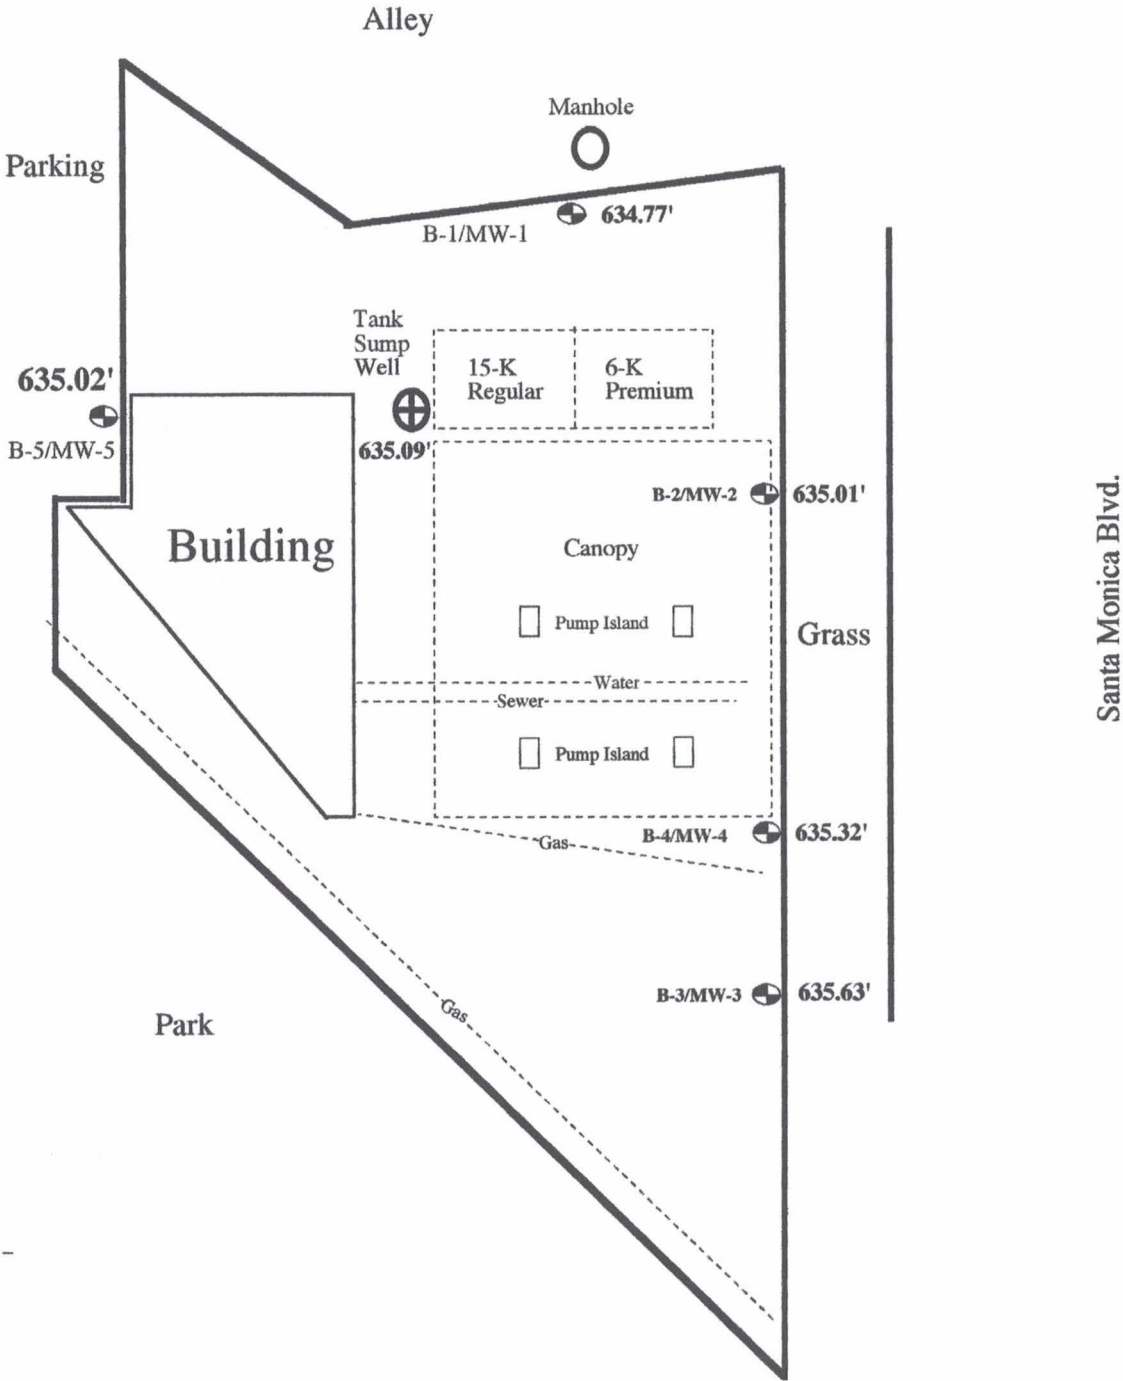 Alley
Manhole
Parking
634.77'
B-1/MW-1
Tank
Sump
Well
15-K
Regular
6-K
Premium
635.02'
B-5/MW-5
635.09'
B-2/MW-2
635.01'
Building
Canopy
Pump Island
Grass
Santa Monica Blvd.
Water
Sewer
Pump Island
Gas
B-4/MW-4
635.32'
B-3/MW-3
635.63'
Gas
Park